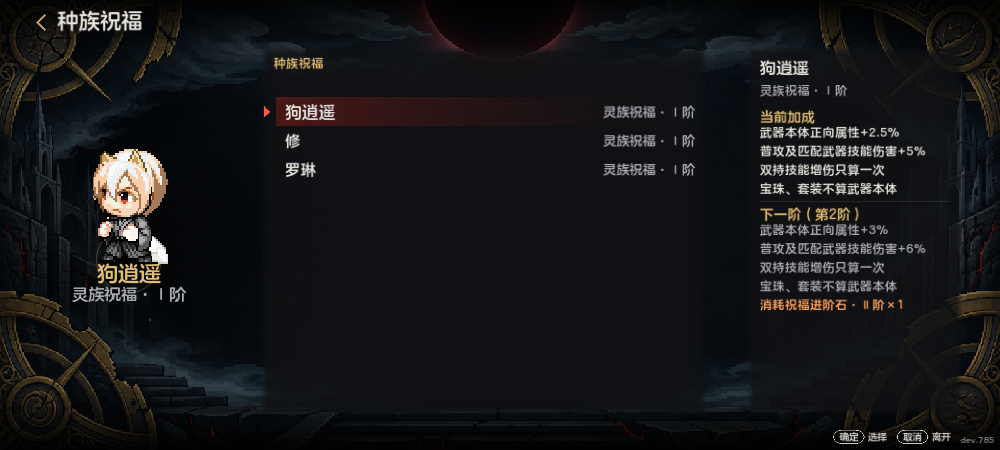 种族祝福
种族祝福
狗逍遥
灵族祝福·Ⅰ阶
修
灵族祝福·Ⅰ阶
罗琳
灵族祝福·Ⅰ阶
狗逍遥
灵族祝福·Ⅰ阶
狗逍遥
灵族祝福·Ⅰ阶
当前加成
武器本体正向属性+2.5%
普攻及匹配武器技能伤害+5%
双持技能增伤只算一次
宝珠、套装不算武器本体
下一阶（第2阶）
武器本体正向属性+3%
普攻及匹配武器技能伤害+6%
双持技能增伤只算一次
宝珠、套装不算武器本体
消耗祝福进阶石·Ⅱ阶×1
确定 选择 取消 离开 dev.785